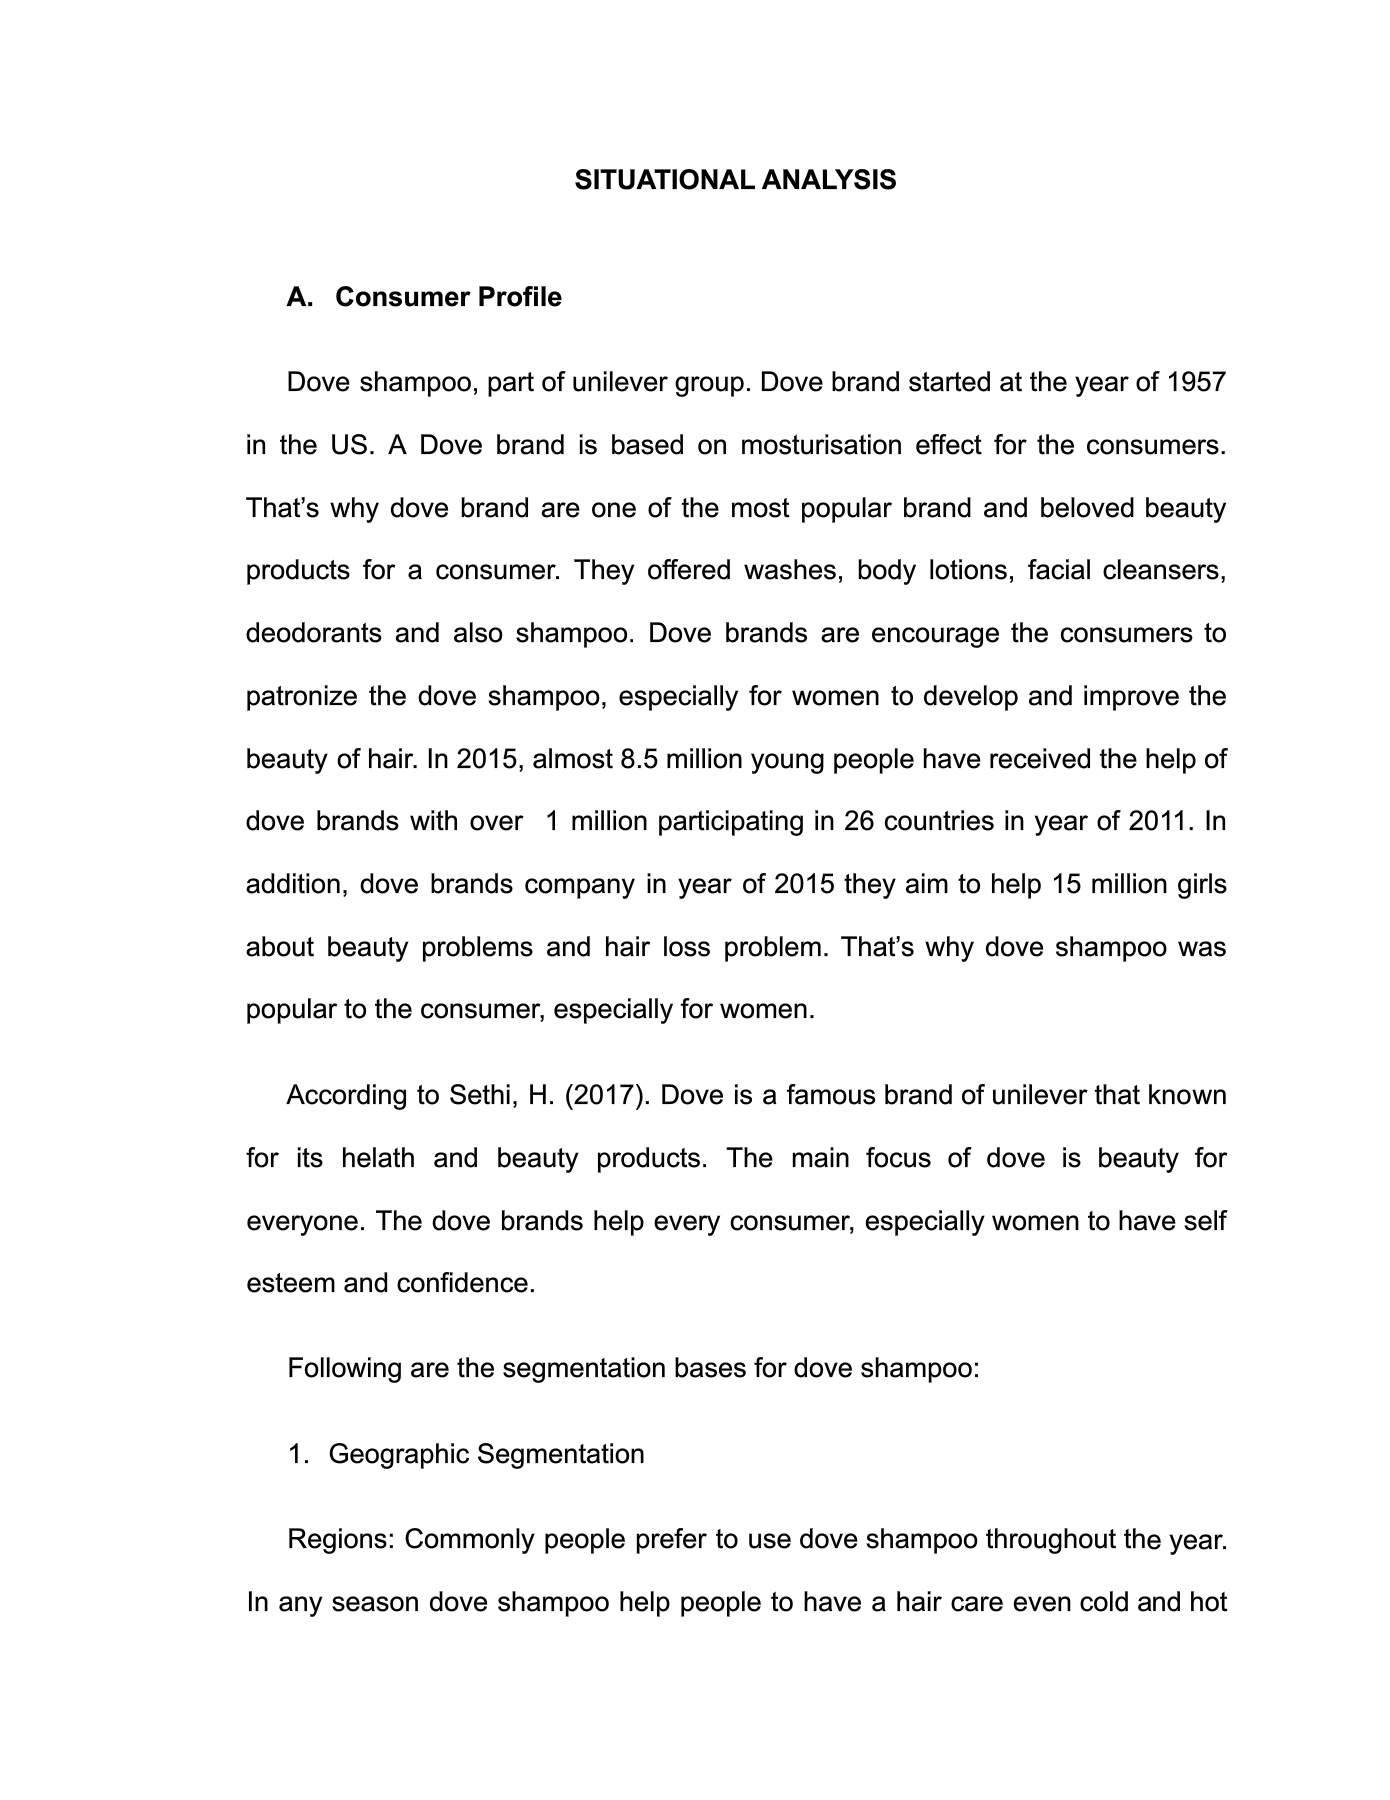 SITUATIONAL ANALYSIS
A. Consumer Profile
Dove shampoo, part of unilever group. Dove brand started at the year of 1957
in the US. A Dove brand is based on mosturisation effect for the consumers.
That’s why dove brand are one of the most popular brand and beloved beauty
products for a consumer. They offered washes, body lotions, facial cleansers,
deodorants and also shampoo. Dove brands are encourage the consumers to
patronize the dove shampoo, especially for women to develop and improve the
beauty of hair. In 2015, almost 8.5 million young people have received the help of
dove brands with over 1 million participating in 26 countries in year of 2011. In
addition, dove brands company in year of 2015 they aim to help 15 million girls
about beauty problems and hair loss problem. That’s why dove shampoo was
popular to the consumer, especially for women.
According to Sethi, H. (2017). Dove is a famous brand of unilever that known
for its helath and beauty products. The main focus of dove is beauty for
everyone. The dove brands help every consumer, especially women to have self
esteem and confidence.
Following are the segmentation bases for dove shampoo:
1. Geographic Segmentation
Regions: Commonly people prefer to use dove shampoo throughout the year.
In any season dove shampoo help people to have a hair care even cold and hot